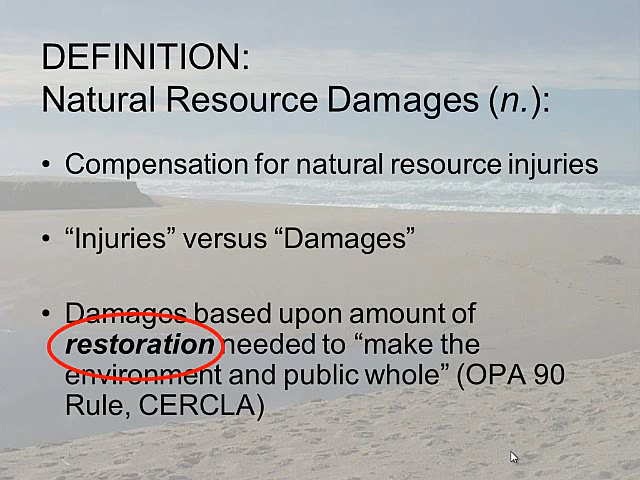 DEFINITION:
Natural Resource Damages (n.):
• Compensation for natural resource injuries
• “Injuries” versus “Damages”
• Damages based upon amount of
restoration needed to “make the
environment and public whole” (OPA 90
Rule, CERCLA)